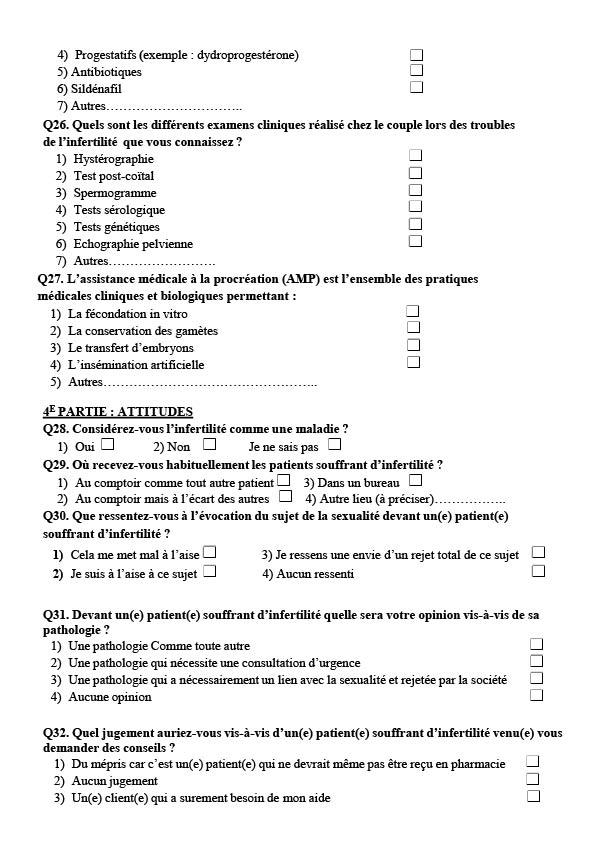 4) Progestatifs (exemple : dydroprogestérone) ☐
5) Antibiotiques ☐
6) Sildénafil ☐
7) Autres…………………………..
Q26. Quels sont les différents examens cliniques réalisé chez le couple lors des troubles
de l’infertilité que vous connaissez ?
1) Hystérographie ☐
2) Test post-coïtal ☐
3) Spermogramme ☐
4) Tests sérologique ☐
5) Tests génétiques ☐
6) Echographie pelvienne ☐
7) Autres…………………….
Q27. L’assistance médicale à la procréation (AMP) est l’ensemble des pratiques
médicales cliniques et biologiques permettant :
1) La fécondation in vitro ☐
2) La conservation des gamètes ☐
3) Le transfert d’embryons ☐
4) L’insémination artificielle ☐
5) Autres…………………………………………..
4E PARTIE : ATTITUDES
Q28. Considérez-vous l’infertilité comme une maladie ?
1) Oui ☐ 2) Non ☐ Je ne sais pas ☐
Q29. Où recevez-vous habituellement les patients souffrant d’infertilité ?
1) Au comptoir comme tout autre patient ☐ 3) Dans un bureau ☐
2) Au comptoir mais à l’écart des autres ☐ 4) Autre lieu (à préciser)……………..
Q30. Que ressentez-vous à l’évocation du sujet de la sexualité devant un(e) patient(e)
souffrant d’infertilité ?
1) Cela me met mal à l’aise ☐ 3) Je ressens une envie d’un rejet total de ce sujet ☐
2) Je suis à l’aise à ce sujet ☐ 4) Aucun ressenti ☐
Q31. Devant un(e) patient(e) souffrant d’infertilité quelle sera votre opinion vis-à-vis de sa
pathologie ?
1) Une pathologie Comme toute autre ☐
2) Une pathologie qui nécessite une consultation d’urgence ☐
3) Une pathologie qui a nécessairement un lien avec la sexualité et rejetée par la société ☐
4) Aucune opinion ☐
Q32. Quel jugement auriez-vous vis-à-vis d’un(e) patient(e) souffrant d’infertilité venu(e) vous
demander des conseils ?
1) Du mépris car c’est un(e) patient(e) qui ne devrait même pas être reçu en pharmacie ☐
2) Aucun jugement ☐
3) Un(e) client(e) qui a surement besoin de mon aide ☐